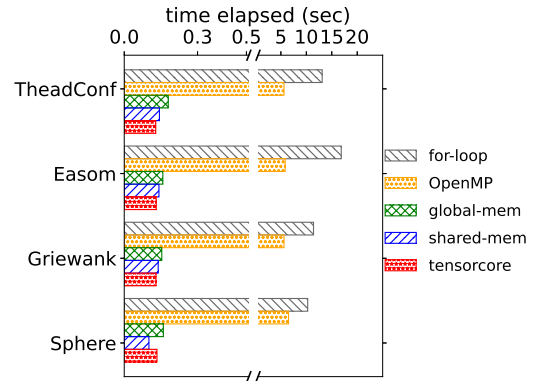 time elapsed (sec)
0.0 0.3 0.5 5 10 15 20
TheadConf
Easom
Griewank
Sphere
for-loop
OpenMP
global-mem
shared-mem
tensorcore